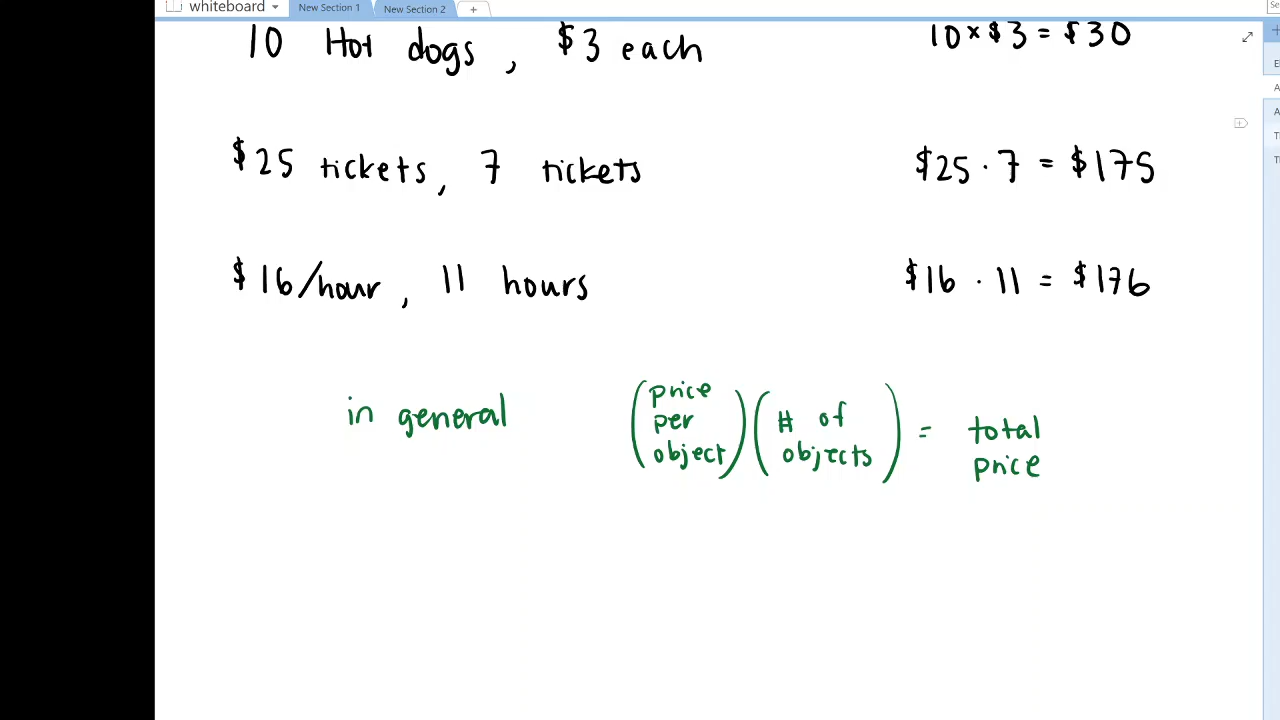 whiteboard New Section 1 New Section 2 +
10 Hot dogs, $3 each 10 × $3 = $30
$25 tickets, 7 tickets $25 · 7 = $175
$16/hour, 11 hours $16 · 11 = $176
in general (price per object)(# of objects) = total price